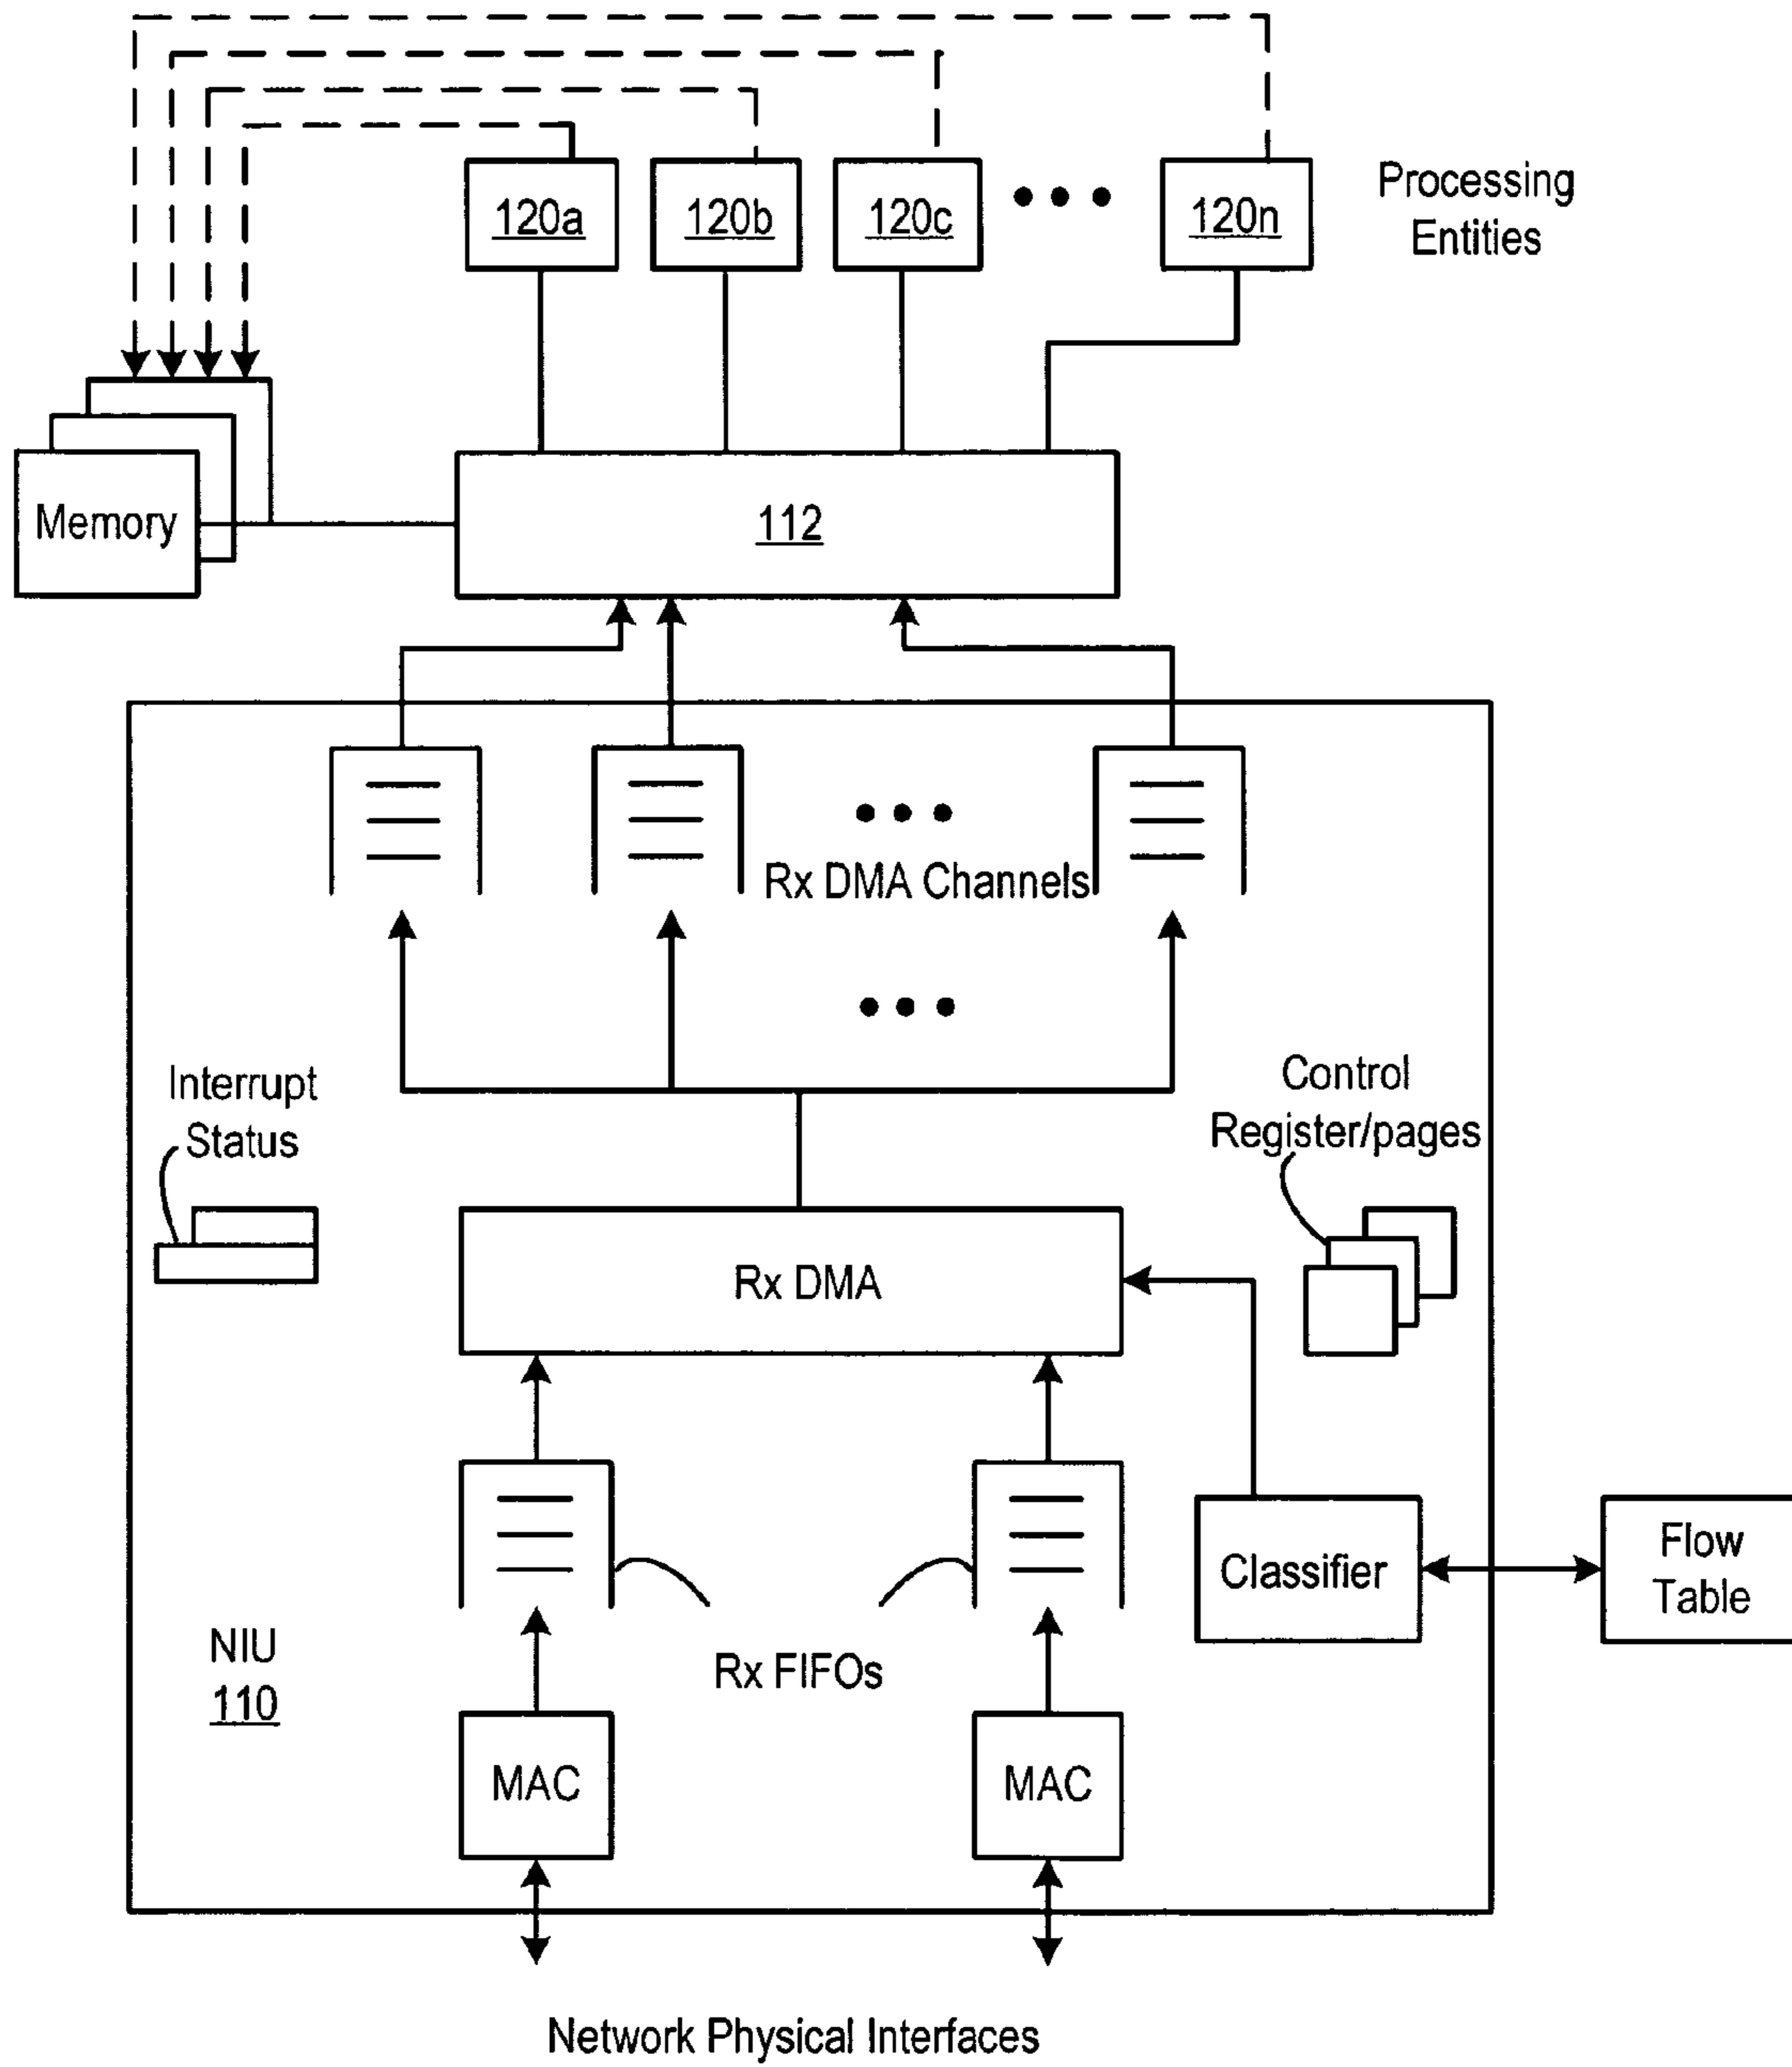 120a
120b
120c
120n
Processing
Entities
Memory
112
Rx DMA Channels
Interrupt
Status
Control
Register/pages
Rx DMA
Classifier
Flow
Table
NIU
110
Rx FIFOs
MAC
MAC
Network Physical Interfaces